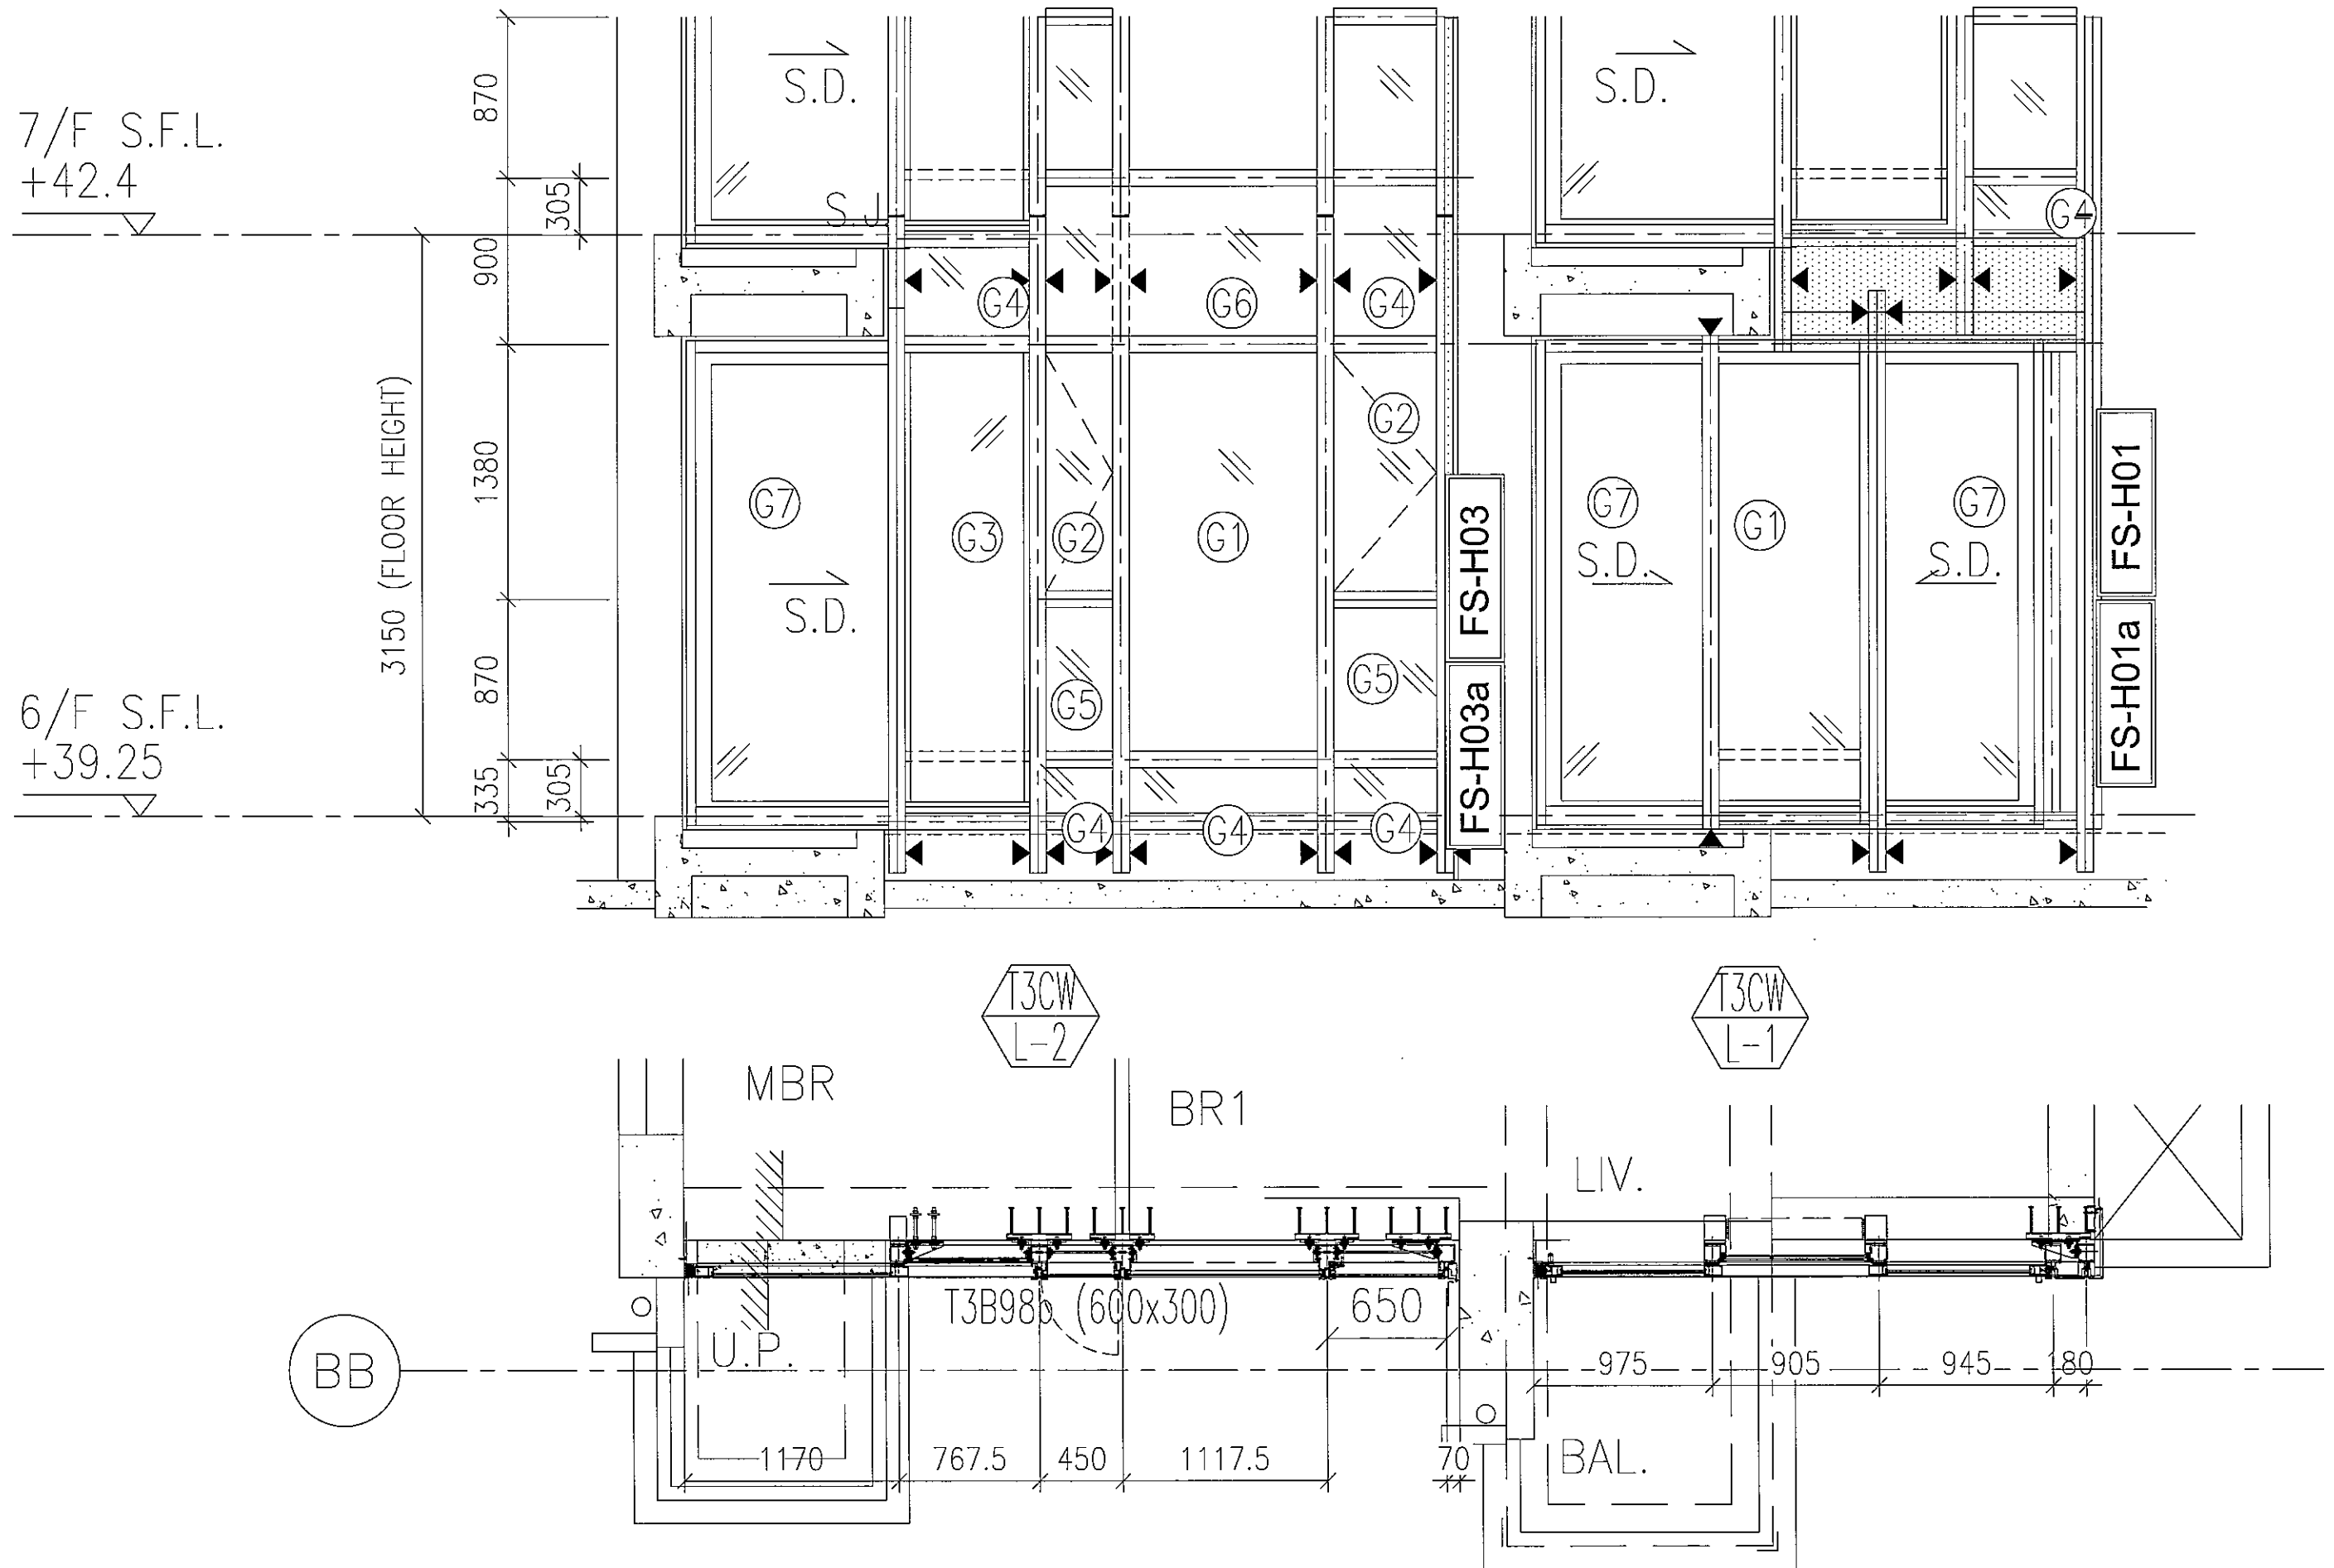 S.D.
S.D.
870
7/F S.F.L.
+42.4
305
S.J
G4
900
G4
G6
G4
3150 (FLOOR HEIGHT)
1380
G2
G7
G3
G2
G1
G7
G1
G7
S.D.
S.D.
S.D.
FS-H03
FS-H01
870
G5
G5
FS-H03a
FS-H01a
6/F S.F.L.
+39.25
335
305
G4
G4
G4
T3CW
L-2
T3CW
L-1
MBR
BR1
LIV.
T3B98 (600x300)
650
U.P.
BB
975
905
945
180
1170
767.5
450
1117.5
70
BAL.